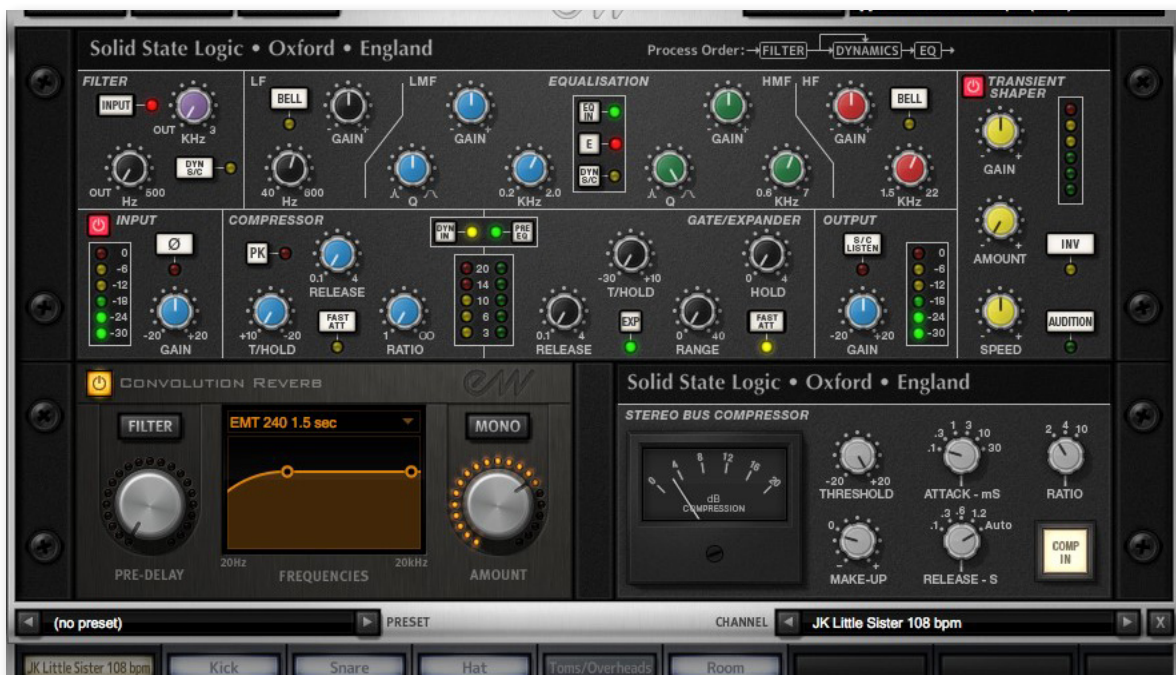 Solid State Logic • Oxford • England
Process Order: FILTER DYNAMICS EQ
FILTER
INPUT
OUT 3
KHz
OUT 500
Hz
DYN S/C
LF
BELL
GAIN
40 600
Hz
LMF
GAIN
Q
0.2 2.0
KHz
EQUALISATION
EQ IN
E
DYN S/C
HMF
GAIN
Q
0.6 7
KHz
HF
GAIN
BELL
1.5 22
KHz
TRANSIENT
SHAPER
GAIN
AMOUNT
INV
SPEED
AUDITION
INPUT
Ø
0
-6
-12
-18
-24
-30
-20 +20
GAIN
COMPRESSOR
PK
0.1 4
RELEASE
+10 -20
T/HOLD
FAST ATT
1 ∞
RATIO
DYN IN
PRE EQ
20
14
10
6
3
GATE/EXPANDER
-30 +10
T/HOLD
0 4
HOLD
0.1 4
RELEASE
EXP
0 40
RANGE
FAST ATT
OUTPUT
S/C LISTEN
0
-6
-12
-18
-24
-30
-20 +20
GAIN
CONVOLUTION REVERB
EW
FILTER
EMT 240 1.5 sec
MONO
20Hz 20kHz
PRE-DELAY
FREQUENCIES
AMOUNT
Solid State Logic • Oxford • England
STEREO BUS COMPRESSOR
0 4 8 12 16 20
dB
COMPRESSION
-20 +20
THRESHOLD
.1 .3 1 3 10 30
ATTACK - mS
2 4 10
RATIO
0
- +
MAKE-UP
.1 .3 .6 1.2 Auto
RELEASE - S
COMP
IN
(no preset)
PRESET
CHANNEL
JK Little Sister 108 bpm
X
JK Little Sister 108 bpm
Kick
Snare
Hat
Toms/Overheads
Room